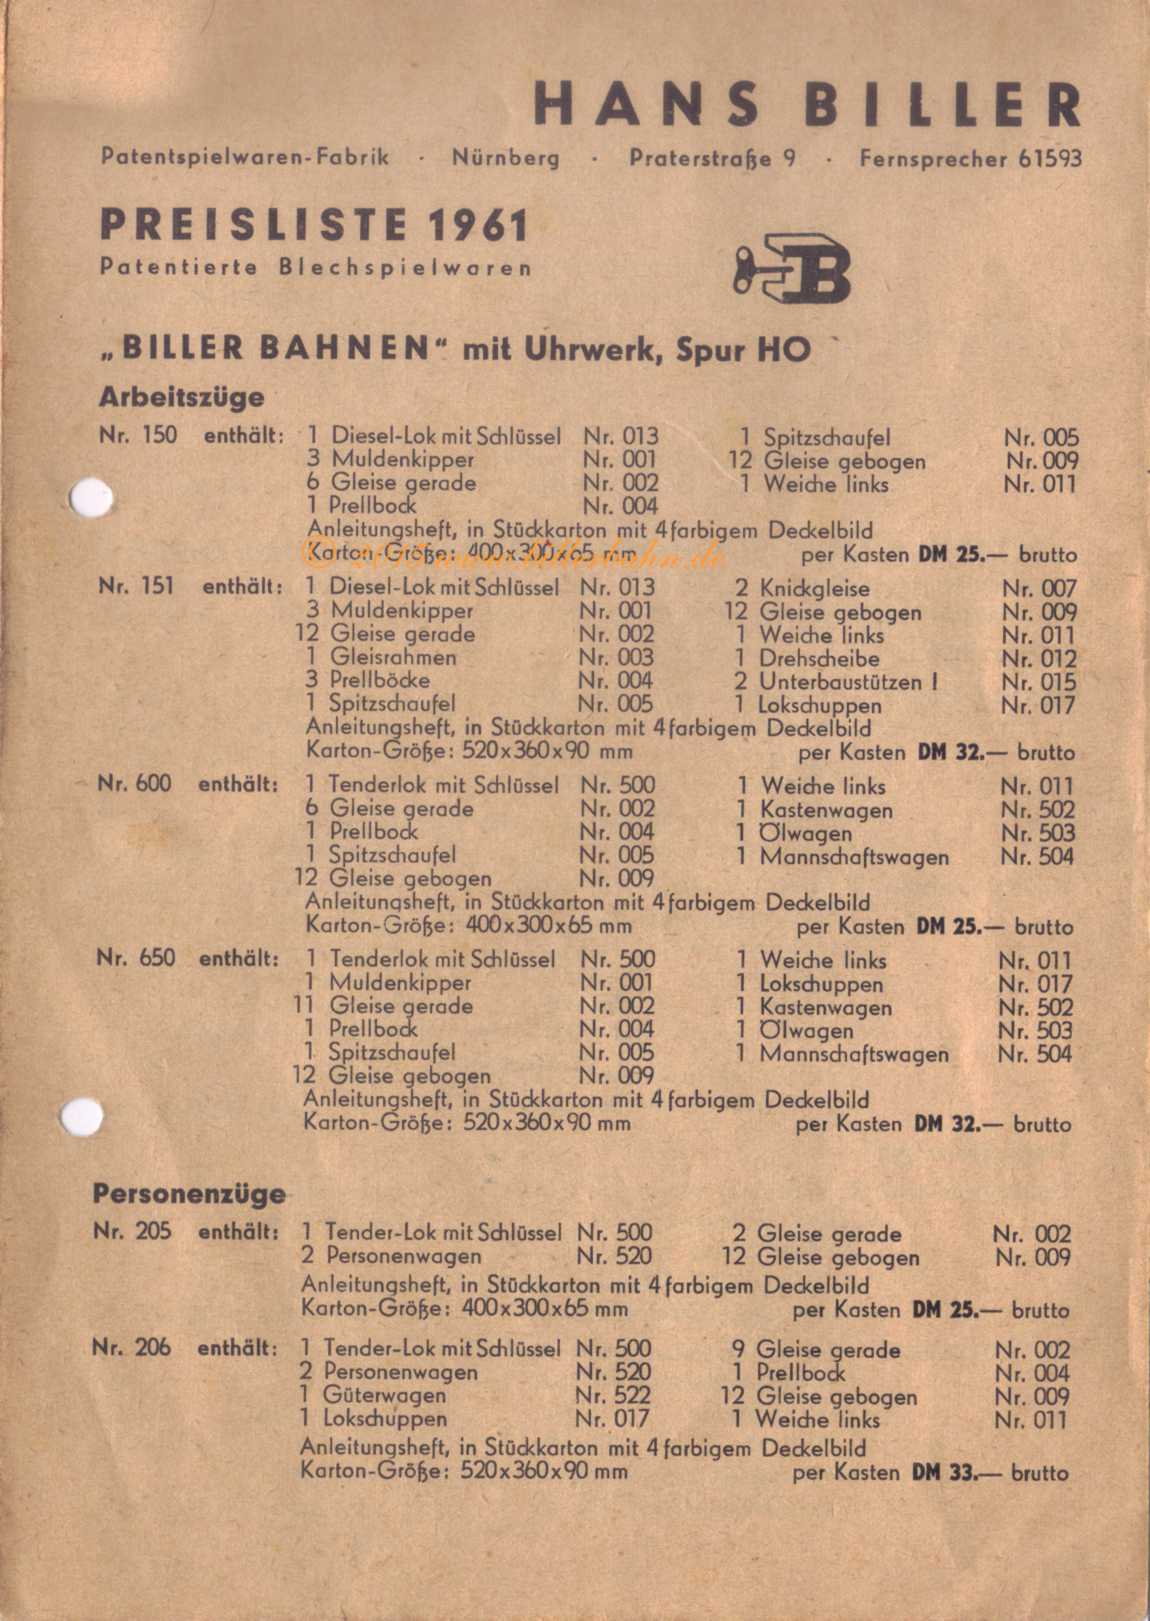 HANS BILLER
Patentspielwaren-Fabrik · Nürnberg · Praterstraße 9 · Fernsprecher 61593
PREISLISTE 1961
Patentierte Blechspielwaren
B
„BILLER BAHNEN“ mit Uhrwerk, Spur HO
Arbeitszüge
Nr. 150 enthält: 1 Diesel-Lok mit Schlüssel Nr. 013 1 Spitzschaufel Nr. 005
3 Muldenkipper Nr. 001 12 Gleise gebogen Nr. 009
6 Gleise gerade Nr. 002 1 Weiche links Nr. 011
1 Prellbock Nr. 004
Anleitungsheft, in Stückkarton mit 4farbigem Deckelbild
Karton-Größe: 400x300x65 mm per Kasten DM 25.— brutto
Nr. 151 enthält: 1 Diesel-Lok mit Schlüssel Nr. 013 2 Knickgleise Nr. 007
3 Muldenkipper Nr. 001 12 Gleise gebogen Nr. 009
12 Gleise gerade Nr. 002 1 Weiche links Nr. 011
1 Gleisrahmen Nr. 003 1 Drehscheibe Nr. 012
3 Prellböcke Nr. 004 2 Unterbaustützen I Nr. 015
1 Spitzschaufel Nr. 005 1 Lokschuppen Nr. 017
Anleitungsheft, in Stückkarton mit 4farbigem Deckelbild
Karton-Größe: 520x360x90 mm per Kasten DM 32.— brutto
Nr. 600 enthält: 1 Tenderlok mit Schlüssel Nr. 500 1 Weiche links Nr. 011
6 Gleise gerade Nr. 002 1 Kastenwagen Nr. 502
1 Prellbock Nr. 004 1 Ölwagen Nr. 503
1 Spitzschaufel Nr. 005 1 Mannschaftswagen Nr. 504
12 Gleise gebogen Nr. 009
Anleitungsheft, in Stückkarton mit 4farbigem Deckelbild
Karton-Größe: 400x300x65 mm per Kasten DM 25.— brutto
Nr. 650 enthält: 1 Tenderlok mit Schlüssel Nr. 500 1 Weiche links Nr. 011
1 Muldenkipper Nr. 001 1 Lokschuppen Nr. 017
11 Gleise gerade Nr. 002 1 Kastenwagen Nr. 502
1 Prellbock Nr. 004 1 Ölwagen Nr. 503
1 Spitzschaufel Nr. 005 1 Mannschaftswagen Nr. 504
12 Gleise gebogen Nr. 009
Anleitungsheft, in Stückkarton mit 4farbigem Deckelbild
Karton-Größe: 520x360x90 mm per Kasten DM 32.— brutto
Personenzüge
Nr. 205 enthält: 1 Tender-Lok mit Schlüssel Nr. 500 2 Gleise gerade Nr. 002
2 Personenwagen Nr. 520 12 Gleise gebogen Nr. 009
Anleitungsheft, in Stückkarton mit 4farbigem Deckelbild
Karton-Größe: 400x300x65 mm per Kasten DM 25.— brutto
Nr. 206 enthält: 1 Tender-Lok mit Schlüssel Nr. 500 9 Gleise gerade Nr. 002
2 Personenwagen Nr. 520 1 Prellbock Nr. 004
1 Güterwagen Nr. 522 12 Gleise gebogen Nr. 009
1 Lokschuppen Nr. 017 1 Weiche links Nr. 011
Anleitungsheft, in Stückkarton mit 4farbigem Deckelbild
Karton-Größe: 520x360x90 mm per Kasten DM 33.— brutto